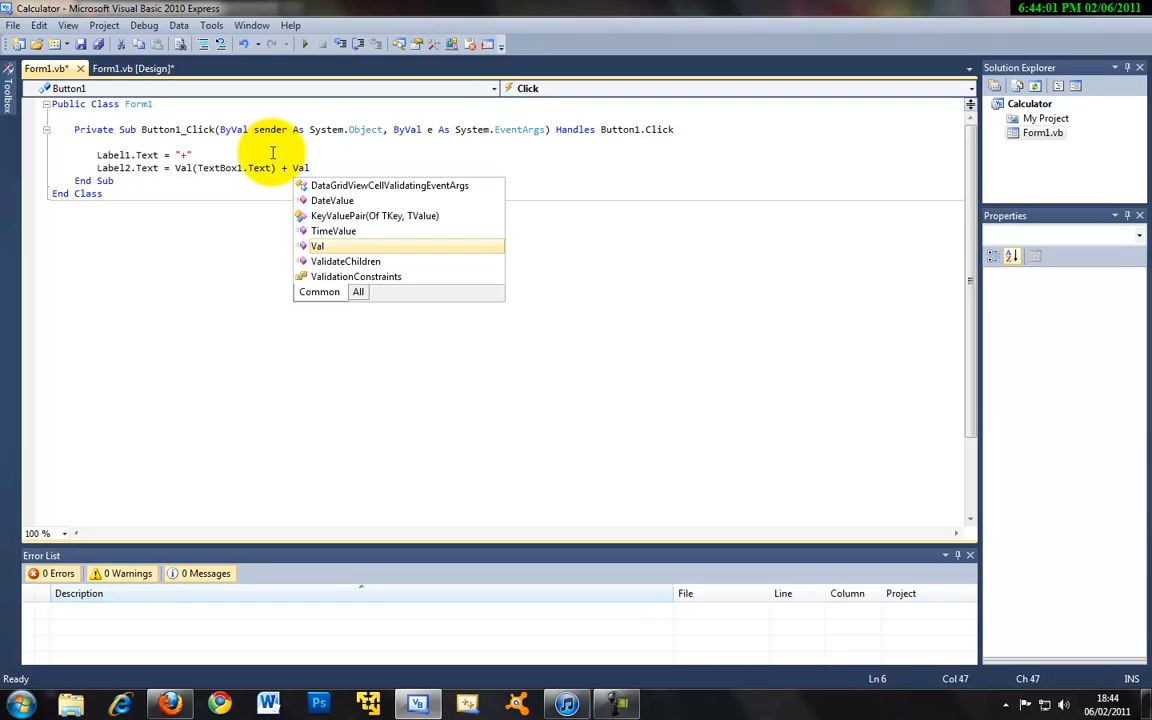 Calculator - Microsoft Visual Basic 2010 Express
6:44:01 PM 02/06/2011
File Edit View Project Debug Data Tools Window Help
Form1.vb* Form1.vb [Design]*
Button1 Click
Public Class Form1
Private Sub Button1_Click(ByVal sender As System.Object, ByVal e As System.EventArgs) Handles Button1.Click
Label1.Text = "+"
Label2.Text = Val(TextBox1.Text) + Val
End Sub
End Class
DataGridViewCellValidatingEventArgs
DateValue
KeyValuePair(Of TKey, TValue)
TimeValue
Val
ValidateChildren
ValidationConstraints
Common All
Toolbox
Solution Explorer
Calculator
My Project
Form1.vb
Properties
100 %
Error List
0 Errors 0 Warnings 0 Messages
Description File Line Column Project
Ready Ln 6 Col 47 Ch 47 INS
18:44
06/02/2011